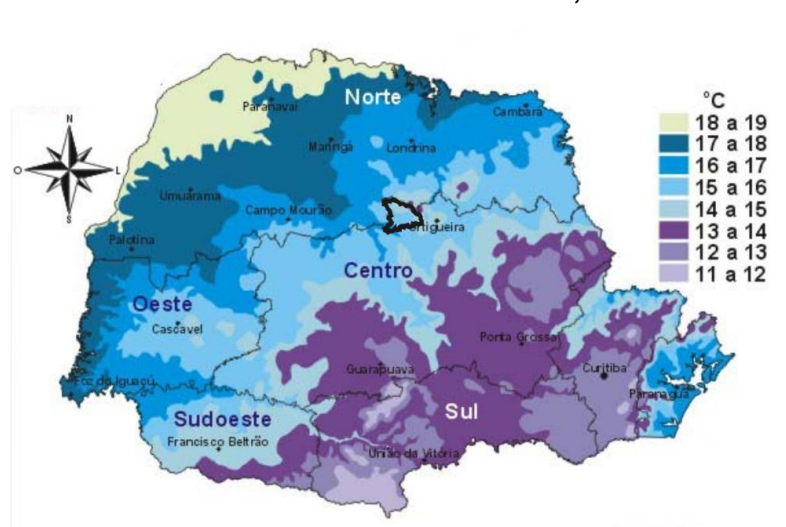 Norte
°C
18 a 19
17 a 18
16 a 17
15 a 16
14 a 15
13 a 14
12 a 13
11 a 12
N
O
L
S
Paranavaí
Cambará
Maringá
Londrina
Umuarama
Campo Mourão
Palotina
Centro
Oeste
Cascavel
Ponta Grossa
Foz do Iguaçu
Guarapuava
Curitiba
Paranaguá
Sudoeste
Sul
Francisco Beltrão
União da Vitória